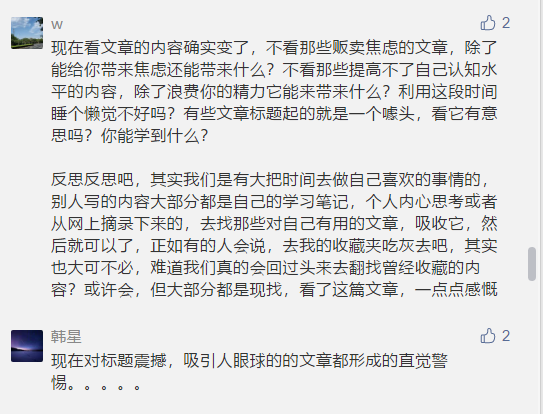 w
2
现在看文章的内容确实变了，不看那些贩卖焦虑的文章，除了
能给你带来焦虑还能带来什么？不看那些提高不了自己认知水
平的内容，除了浪费你的精力它能来带来什么？利用这段时间
睡个懒觉不好吗？有些文章标题起的就是一个噱头，看它有意
思吗？你能学到什么？
反思反思吧，其实我们是有大把时间去做自己喜欢的事情的，
别人写的内容大部分都是自己的学习笔记，个人内心思考或者
从网上摘录下来的，去找那些对自己有用的文章，吸收它，然
后就可以了，正如有的人会说，去我的收藏夹吃灰去吧，其实
也大可不必，难道我们真的会回过头来去翻找曾经收藏的内
容？或许会，但大部分都是现找，看了这篇文章，一点点感慨
韩星
2
现在对标题震撼，吸引人眼球的的文章都形成的直觉警
惕。。。。。